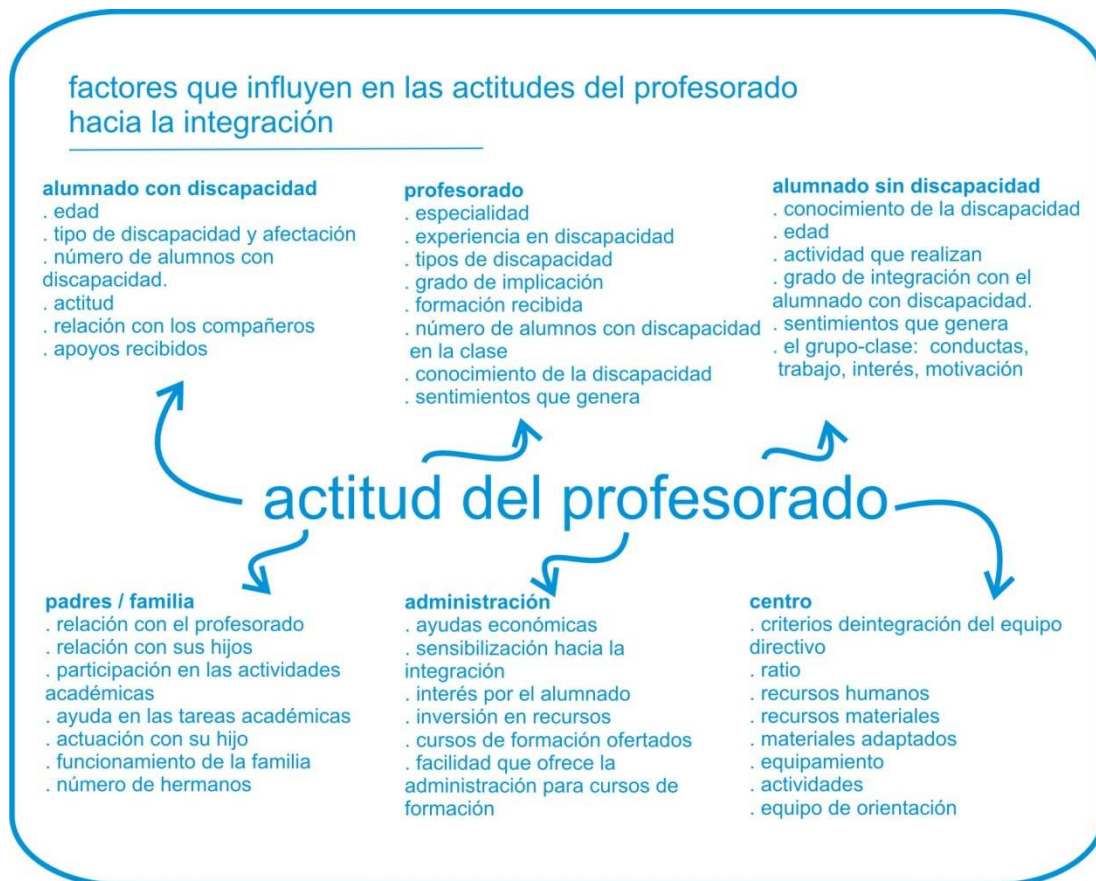 factores que influyen en las actitudes del profesorado
hacia la integración
alumnado con discapacidad
. edad
. tipo de discapacidad y afectación
. número de alumnos con
discapacidad.
. actitud
. relación con los compañeros
. apoyos recibidos
profesorado
. especialidad
. experiencia en discapacidad
. tipos de discapacidad
. grado de implicación
. formación recibida
. número de alumnos con discapacidad
en la clase
. conocimiento de la discapacidad
. sentimientos que genera
alumnado sin discapacidad
. conocimiento de la discapacidad
. edad
. actividad que realizan
. grado de integración con el
alumnado con discapacidad.
. sentimientos que genera
. el grupo-clase: conductas,
trabajo, interés, motivación
actitud del profesorado
padres / familia
. relación con el profesorado
. relación con sus hijos
. participación en las actividades
académicas
. ayuda en las tareas académicas
. actuación con su hijo
. funcionamiento de la familia
. número de hermanos
administración
. ayudas económicas
. sensibilización hacia la
integración
. interés por el alumnado
. inversión en recursos
. cursos de formación ofertados
. facilidad que ofrece la
administración para cursos de
formación
centro
. criterios deintegración del equipo
directivo
. ratio
. recursos humanos
. recursos materiales
. materiales adaptados
. equipamiento
. actividades
. equipo de orientación